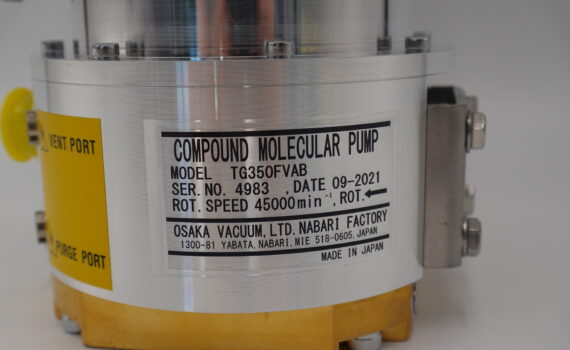 VENT PORT
PURGE PORT
COMPOUND MOLECULAR PUMP
MODEL TG350FVAB
SER. NO. 4983 , DATE 09-2021
ROT. SPEED 45000min⁻¹, ROT. ←
OSAKA VACUUM, LTD. NABARI FACTORY
1300-81 YABATA, NABARI, MIE 518-0605, JAPAN
MADE IN JAPAN